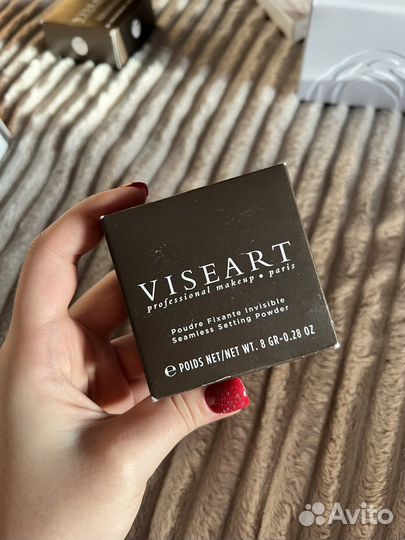 VISEART
VISEART
professional makeup • paris
Poudre Fixante Invisible
Seamless Setting Powder
℮ POIDS NET/NET WT. 8 GR-0.28 OZ
Avito